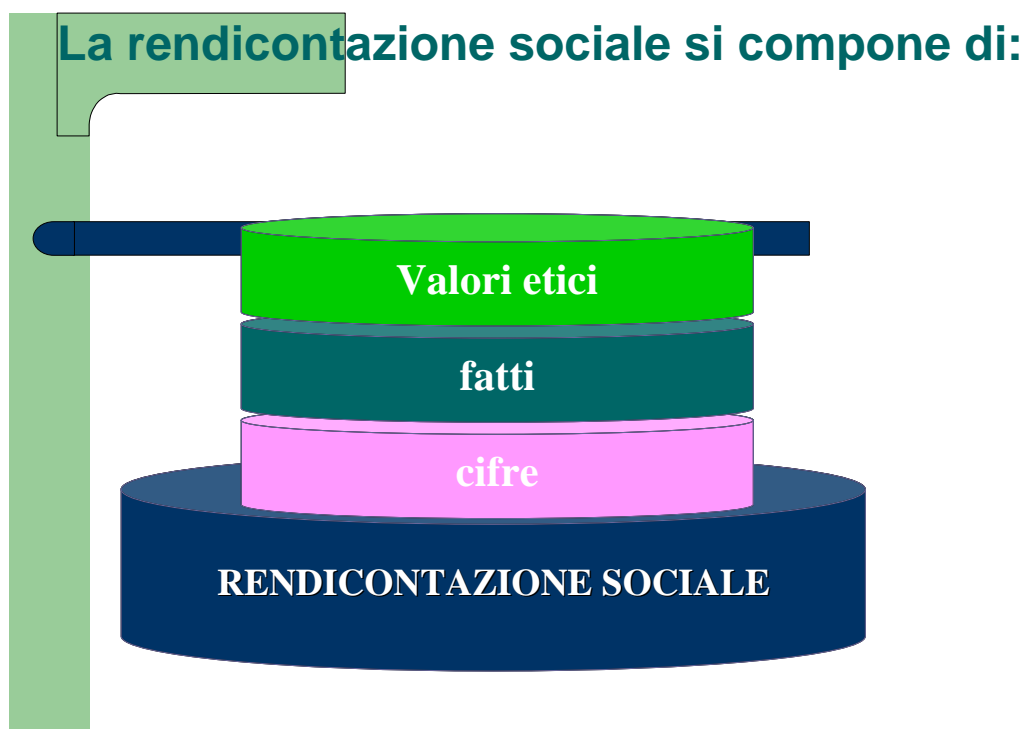 La rendicontazione sociale si compone di:
Valori etici
fatti
cifre
RENDICONTAZIONE SOCIALE